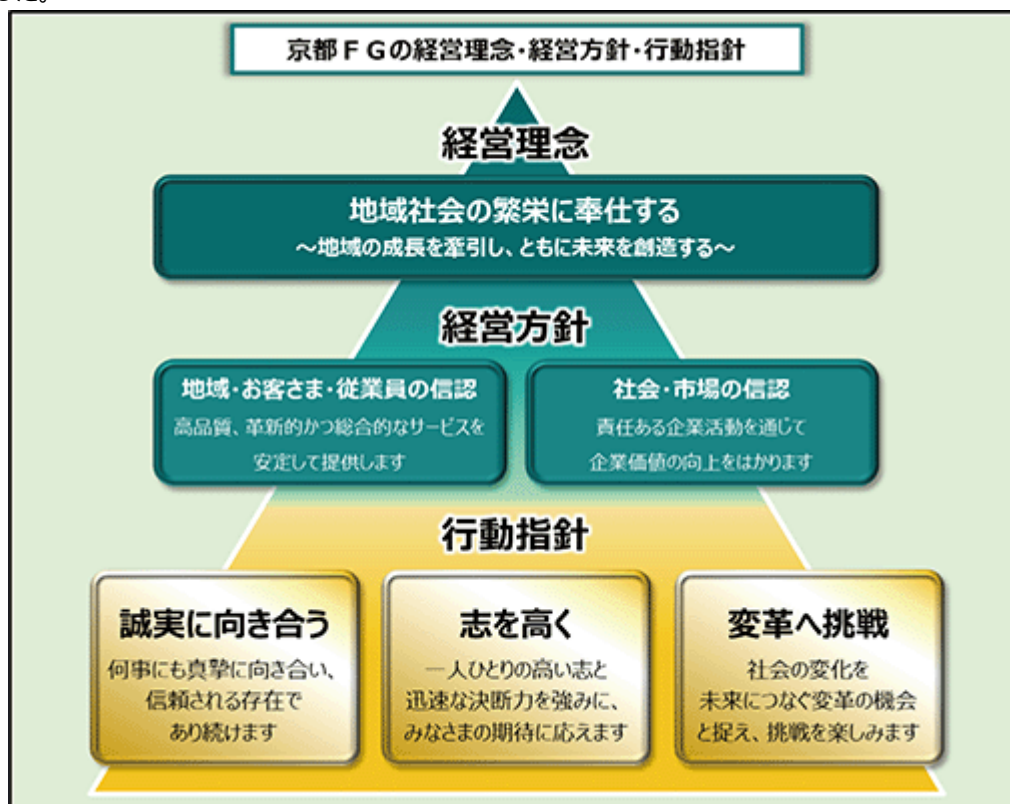 した。
京都ＦＧの経営理念・経営方針・行動指針
経営理念
地域社会の繁栄に奉仕する
～地域の成長を牽引し、ともに未来を創造する～
経営方針
地域・お客さま・従業員の信認
高品質、革新的かつ総合的なサービスを
安定して提供します
社会・市場の信認
責任ある企業活動を通じて
企業価値の向上をはかります
行動指針
誠実に向き合う
何事にも真摯に向き合い、
信頼される存在で
あり続けます
志を高く
一人ひとりの高い志と
迅速な決断力を強みに、
みなさまの期待に応えます
変革へ挑戦
社会の変化を
未来につなぐ変革の機会
と捉え、挑戦を楽しみます